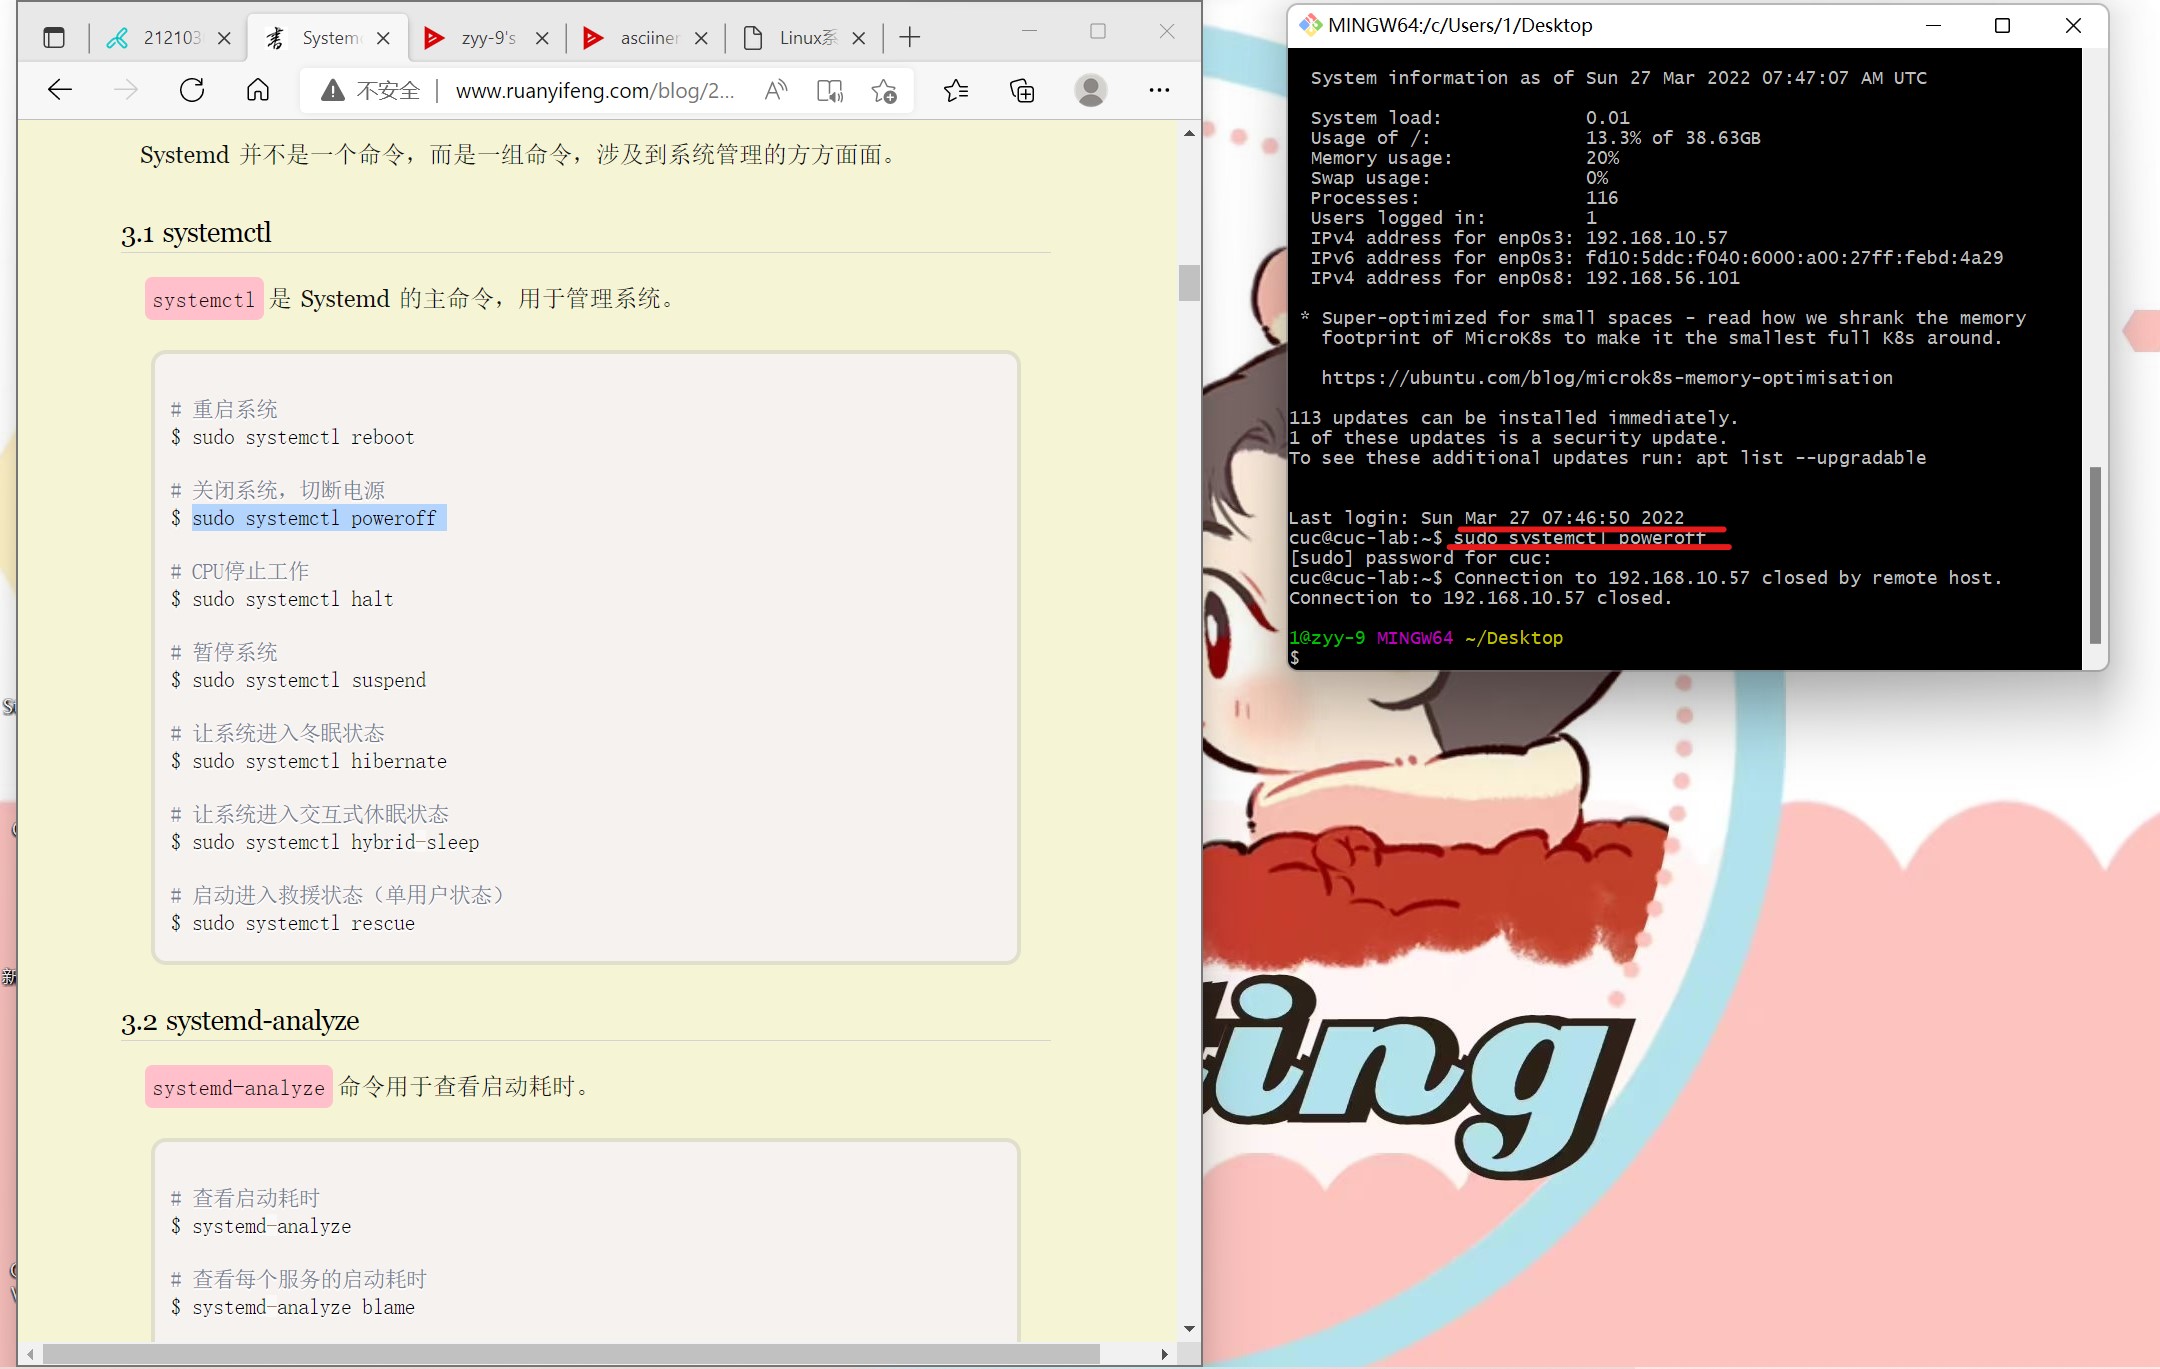 212103
System
zyy-9's
asciiner
Linux系
不安全
www.ruanyifeng.com/blog/2...
Systemd 并不是一个命令，而是一组命令，涉及到系统管理的方方面面。
3.1 systemctl
systemctl 是 Systemd 的主命令，用于管理系统。
# 重启系统
$ sudo systemctl reboot
# 关闭系统，切断电源
$ sudo systemctl poweroff
# CPU停止工作
$ sudo systemctl halt
# 暂停系统
$ sudo systemctl suspend
# 让系统进入冬眠状态
$ sudo systemctl hibernate
# 让系统进入交互式休眠状态
$ sudo systemctl hybrid-sleep
# 启动进入救援状态（单用户状态）
$ sudo systemctl rescue
3.2 systemd-analyze
systemd-analyze 命令用于查看启动耗时。
# 查看启动耗时
$ systemd-analyze
# 查看每个服务的启动耗时
$ systemd-analyze blame
MINGW64:/c/Users/1/Desktop
System information as of Sun 27 Mar 2022 07:47:07 AM UTC
System load: 0.01
Usage of /: 13.3% of 38.63GB
Memory usage: 20%
Swap usage: 0%
Processes: 116
Users logged in: 1
IPv4 address for enp0s3: 192.168.10.57
IPv6 address for enp0s3: fd10:5ddc:f040:6000:a00:27ff:febd:4a29
IPv4 address for enp0s8: 192.168.56.101
* Super-optimized for small spaces - read how we shrank the memory
footprint of MicroK8s to make it the smallest full K8s around.
https://ubuntu.com/blog/microk8s-memory-optimisation
113 updates can be installed immediately.
1 of these updates is a security update.
To see these additional updates run: apt list --upgradable
Last login: Sun Mar 27 07:46:50 2022
cuc@cuc-lab:~$ sudo systemctl poweroff
[sudo] password for cuc:
cuc@cuc-lab:~$ Connection to 192.168.10.57 closed by remote host.
Connection to 192.168.10.57 closed.
1@zyy-9 MINGW64 ~/Desktop
$
ing